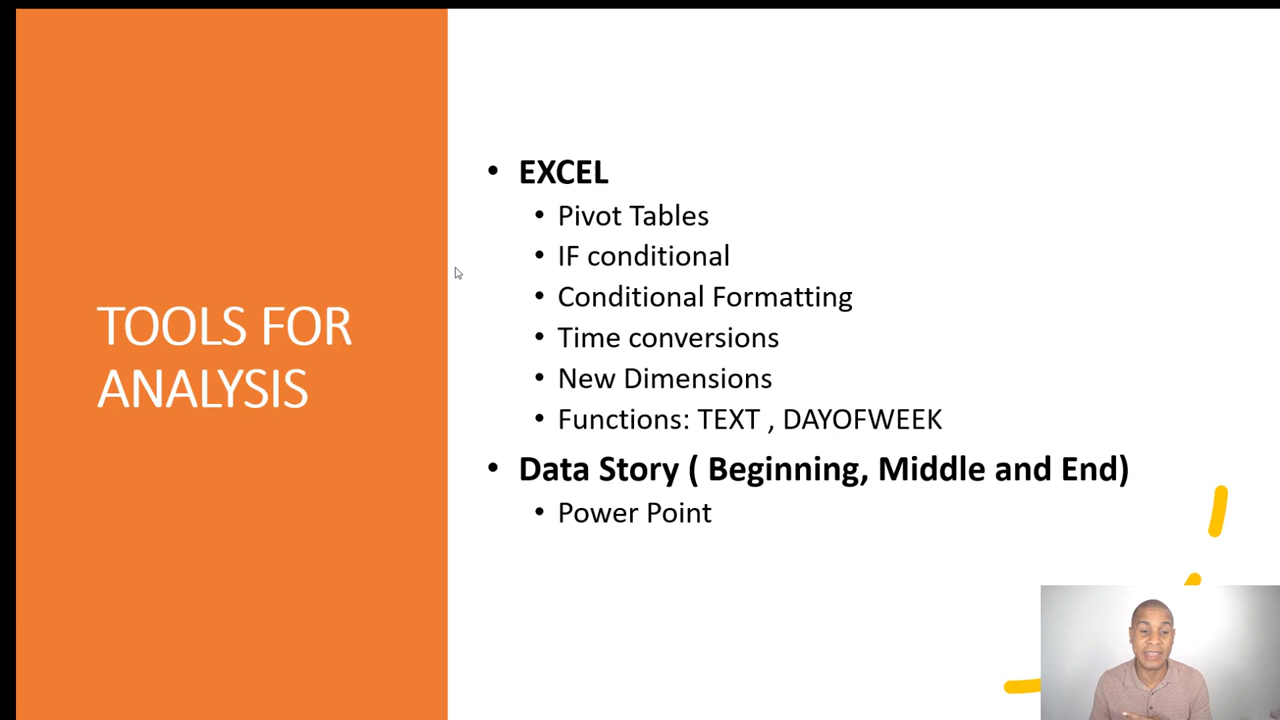 TOOLS FOR
ANALYSIS
• EXCEL
• Pivot Tables
• IF conditional
• Conditional Formatting
• Time conversions
• New Dimensions
• Functions: TEXT , DAYOFWEEK
• Data Story ( Beginning, Middle and End)
• Power Point